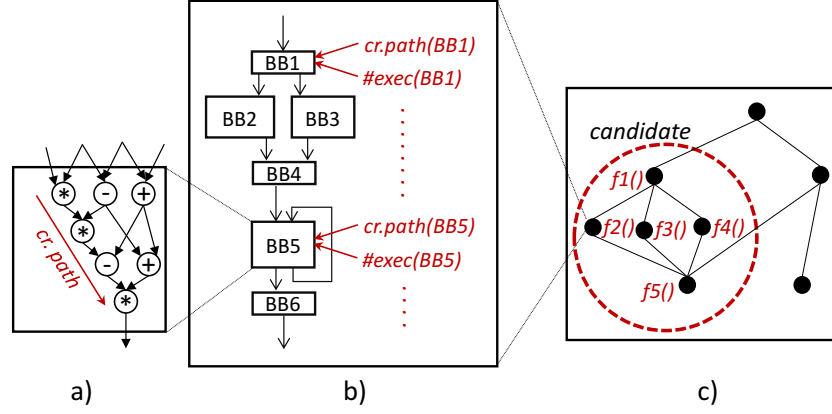 * - +
*
- +
*
cr. path
a)
BB1
cr.path(BB1)
#exec(BB1)
BB2 BB3
BB4
BB5
cr.path(BB5)
#exec(BB5)
BB6
b)
candidate
f1()
f2() f3() f4()
f5()
c)